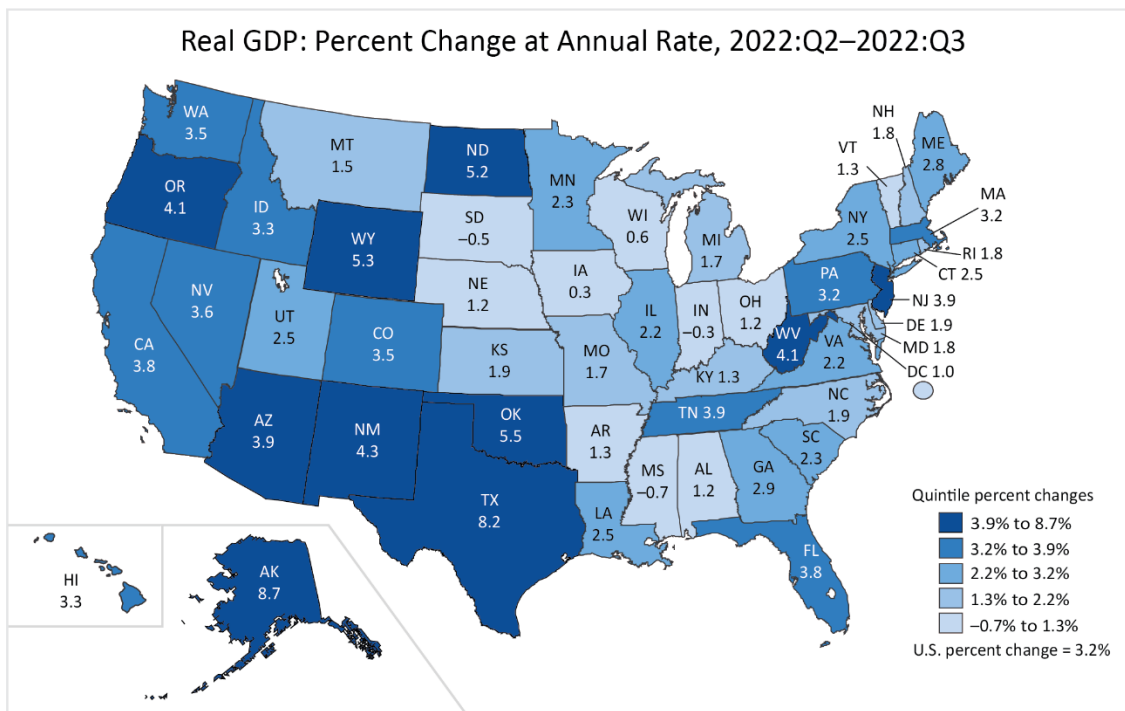 Real GDP: Percent Change at Annual Rate, 2022:Q2–2022:Q3
WA
3.5
MT
1.5
ND
5.2
MN
2.3
NH
1.8
VT
1.3
ME
2.8
OR
4.1
ID
3.3
WY
5.3
SD
–0.5
WI
0.6
MI
1.7
NY
2.5
MA
3.2
RI 1.8
CT 2.5
NV
3.6
UT
2.5
CO
3.5
NE
1.2
IA
0.3
IL
2.2
IN
–0.3
OH
1.2
PA
3.2
NJ 3.9
DE 1.9
MD 1.8
DC 1.0
CA
3.8
KS
1.9
MO
1.7
KY 1.3
WV
4.1
VA
2.2
AZ
3.9
NM
4.3
OK
5.5
AR
1.3
TN 3.9
NC
1.9
SC
2.3
TX
8.2
LA
2.5
MS
–0.7
AL
1.2
GA
2.9
FL
3.8
HI
3.3
AK
8.7
Quintile percent changes
3.9% to 8.7%
3.2% to 3.9%
2.2% to 3.2%
1.3% to 2.2%
–0.7% to 1.3%
U.S. percent change = 3.2%